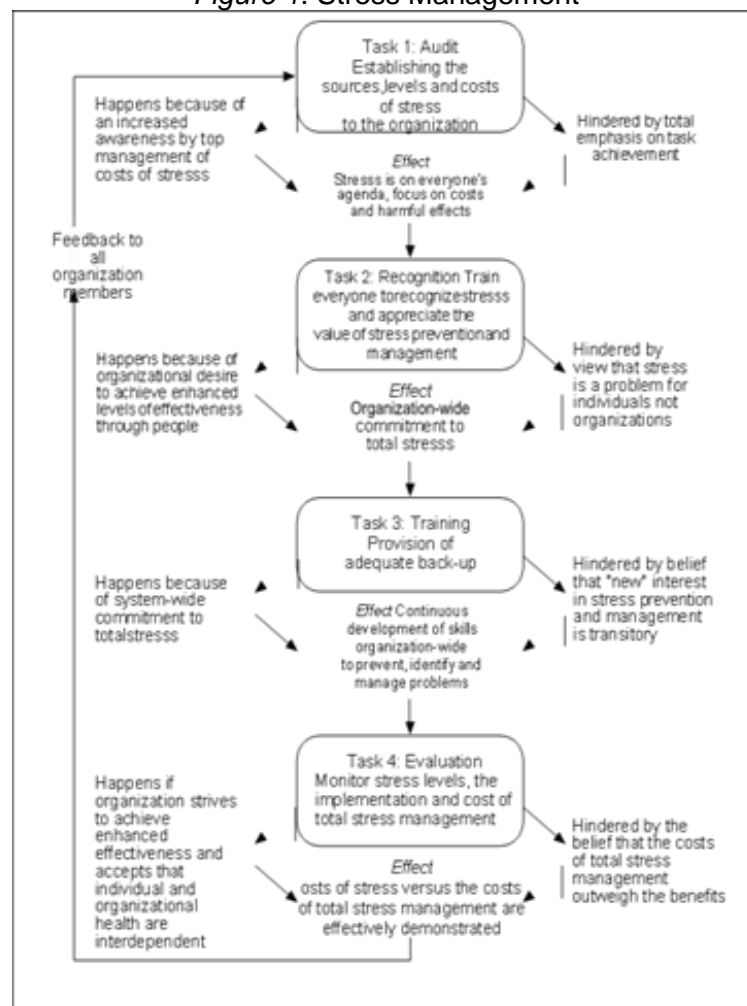 Figure 4. Stress Management
Task 1: Audit
Establishing the
sources,levels and costs
of stress
to the organization
Happens because of
an increased
awareness by top
management of
costs of stresss
Hindered by total
emphasis on task
achievement
Effect
Stresss is on everyone's
agenda, focus on costs
and harmful effects
Feedback to
all
organization
members
Task 2: Recognition Train
everyone torecognizestresss
and appreciate the
value of stress preventionand
management
Happens because of
organizational desire
to achieve enhanced
levels ofeffectiveness
through people
Hindered by
view that stress
is a problem for
individuals not
organizations
Effect
Organization-wide
commitment to
total stresss
Task 3: Training
Provision of
adequate back-up
Happens because
of system-wide
commitment to
totalstresss
Hindered by belief
that "new" interest
in stress prevention
and management
is transitory
Effect Continuous
development of skills
organization-wide
to prevent, identify and
manage problems
Task 4: Evaluation
Monitor stress levels, the
implementation and cost of
total stress management
Happens if
organization strives
to achieve
enhanced
effectiveness and
accepts that
individual and
organizational
health are
interdependent
Hindered by the
belief that the costs
of total stress
management
outweigh the benefits
Effect
osts of stress versus the costs
of total stress management are
effectively demonstrated